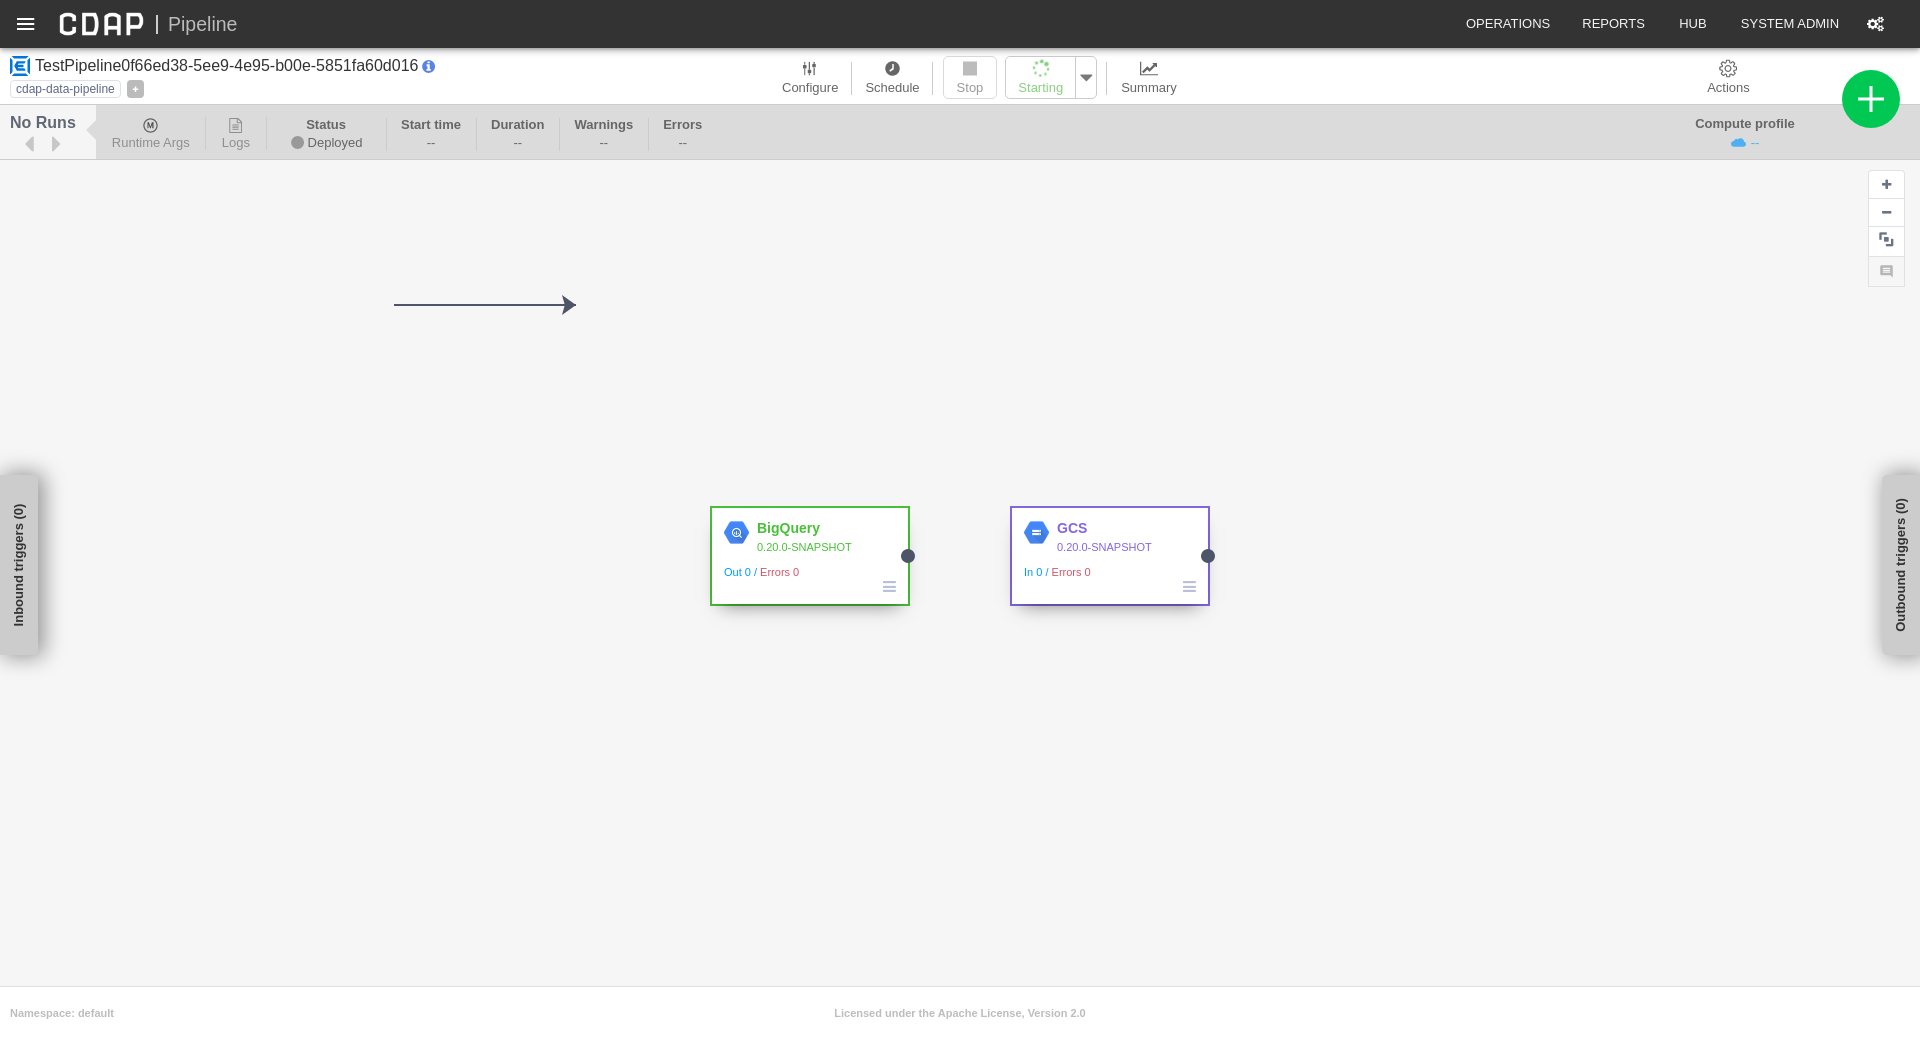 CDAP | Pipeline
OPERATIONS REPORTS HUB SYSTEM ADMIN
TestPipeline0f66ed38-5ee9-4e95-b00e-5851fa60d016
cdap-data-pipeline +
Configure Schedule Stop Starting Summary Actions
No Runs
Runtime Args
Logs
Status
Deployed
Start time
--
Duration
--
Warnings
--
Errors
--
Compute profile
--
Inbound triggers (0)
BigQuery
0.20.0-SNAPSHOT
Out 0 / Errors 0
GCS
0.20.0-SNAPSHOT
In 0 / Errors 0
Outbound triggers (0)
Namespace: default
Licensed under the Apache License, Version 2.0